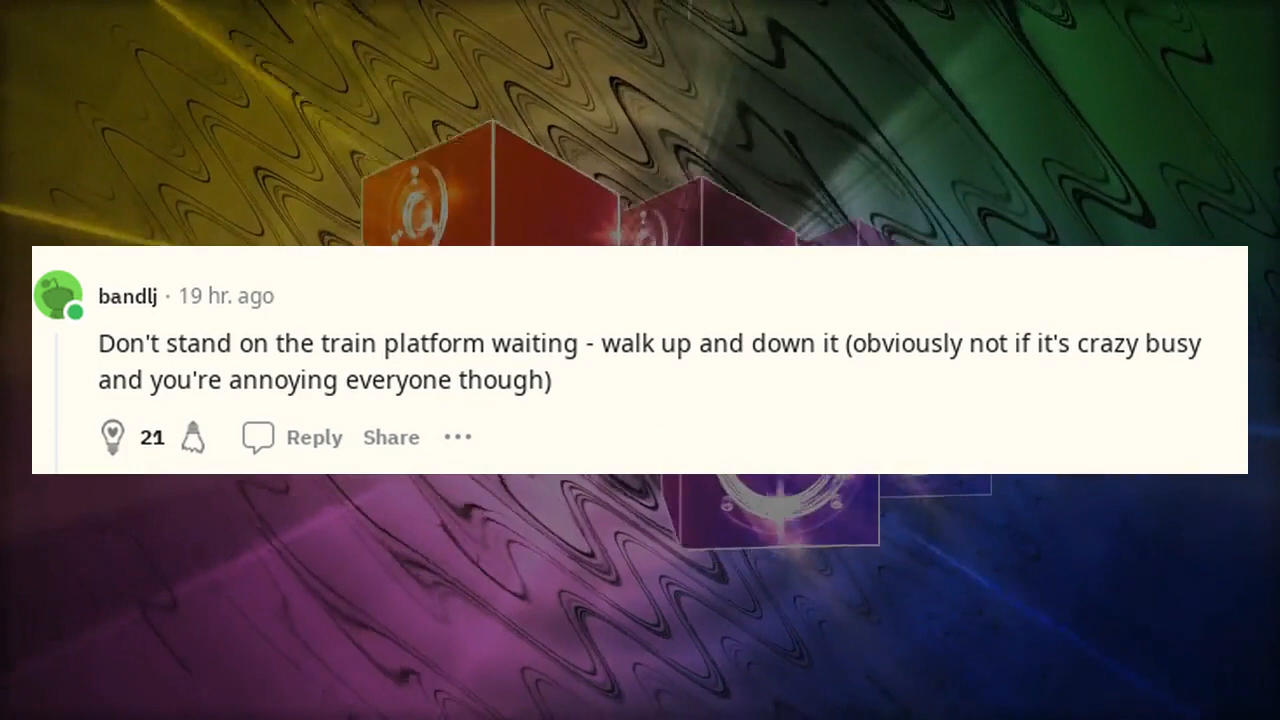 bandlj · 19 hr. ago
Don't stand on the train platform waiting - walk up and down it (obviously not if it's crazy busy
and you're annoying everyone though)
21 Reply Share ···